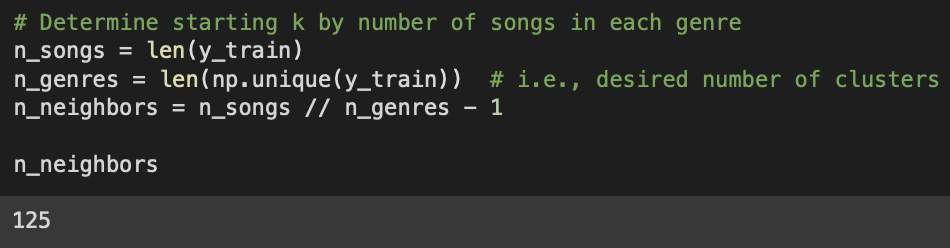 # Determine starting k by number of songs in each genre
n_songs = len(y_train)
n_genres = len(np.unique(y_train))  # i.e., desired number of clusters
n_neighbors = n_songs // n_genres - 1
n_neighbors
125